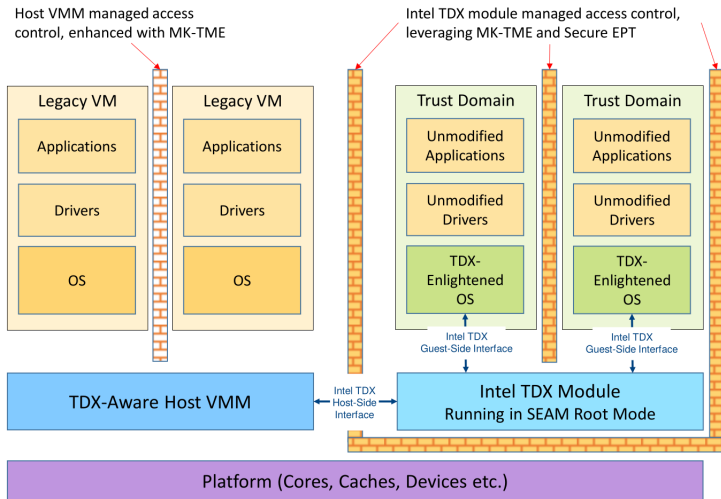 Host VMM managed access
control, enhanced with MK-TME
Intel TDX module managed access control,
leveraging MK-TME and Secure EPT
Legacy VM
Applications
Drivers
OS
Legacy VM
Applications
Drivers
OS
Trust Domain
Unmodified
Applications
Unmodified
Drivers
TDX-
Enlightened
OS
Trust Domain
Unmodified
Applications
Unmodified
Drivers
TDX-
Enlightened
OS
Intel TDX
Guest-Side Interface
Intel TDX
Guest-Side Interface
TDX-Aware Host VMM
Intel TDX
Host-Side
Interface
Intel TDX Module
Running in SEAM Root Mode
Platform (Cores, Caches, Devices etc.)